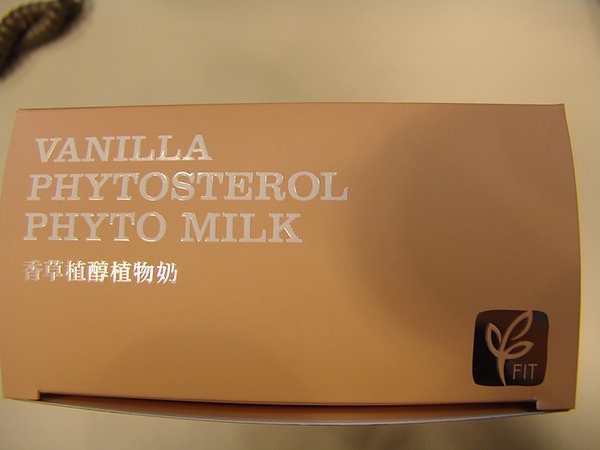 VANILLA
PHYTOSTEROL
PHYTO MILK
香草植醇植物奶
FIT